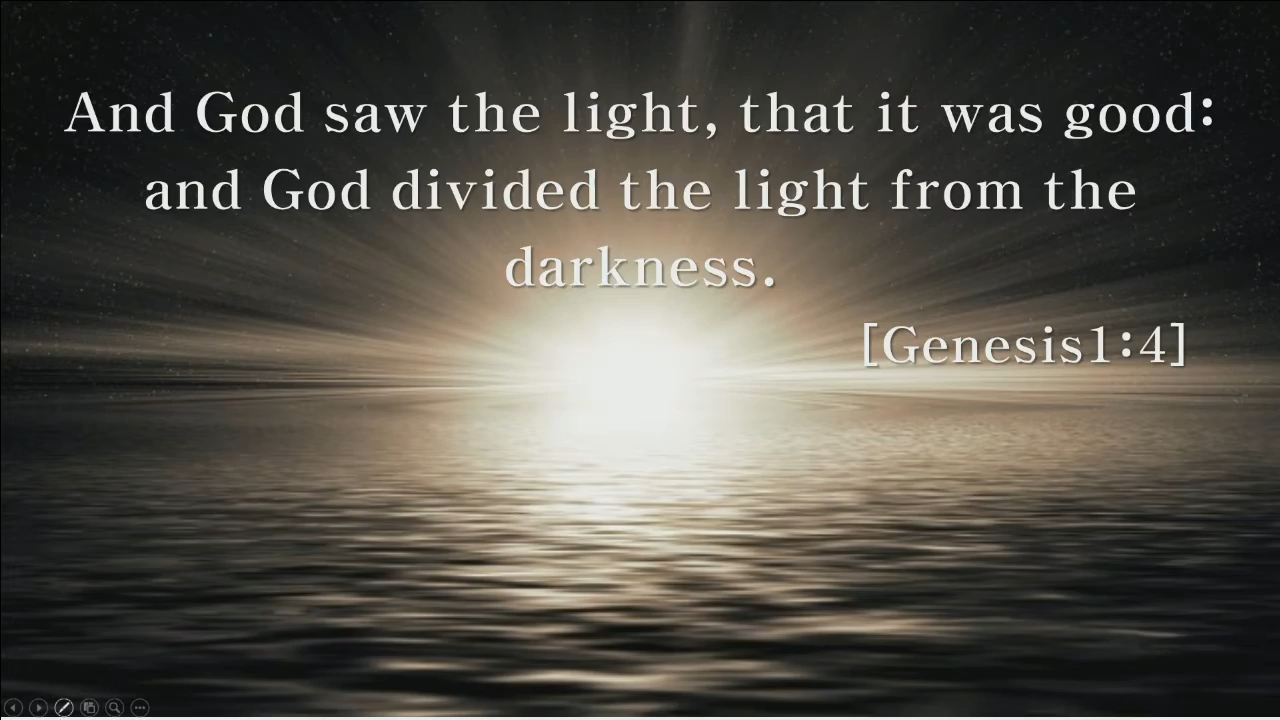 And God saw the light, that it was good:
and God divided the light from the
darkness.
[Genesis1:4]